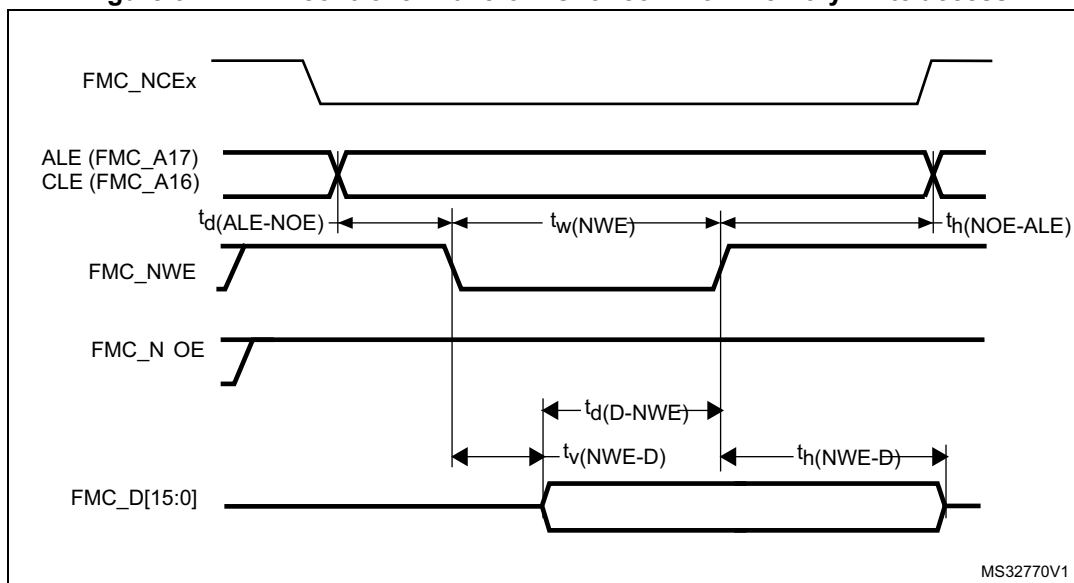 FMC_NCEx
ALE (FMC_A17)
CLE (FMC_A16)
td(ALE-NOE)
tw(NWE)
th(NOE-ALE)
FMC_NWE
FMC_N OE
td(D-NWE)
tv(NWE-D)
th(NWE-D)
FMC_D[15:0]
MS32770V1